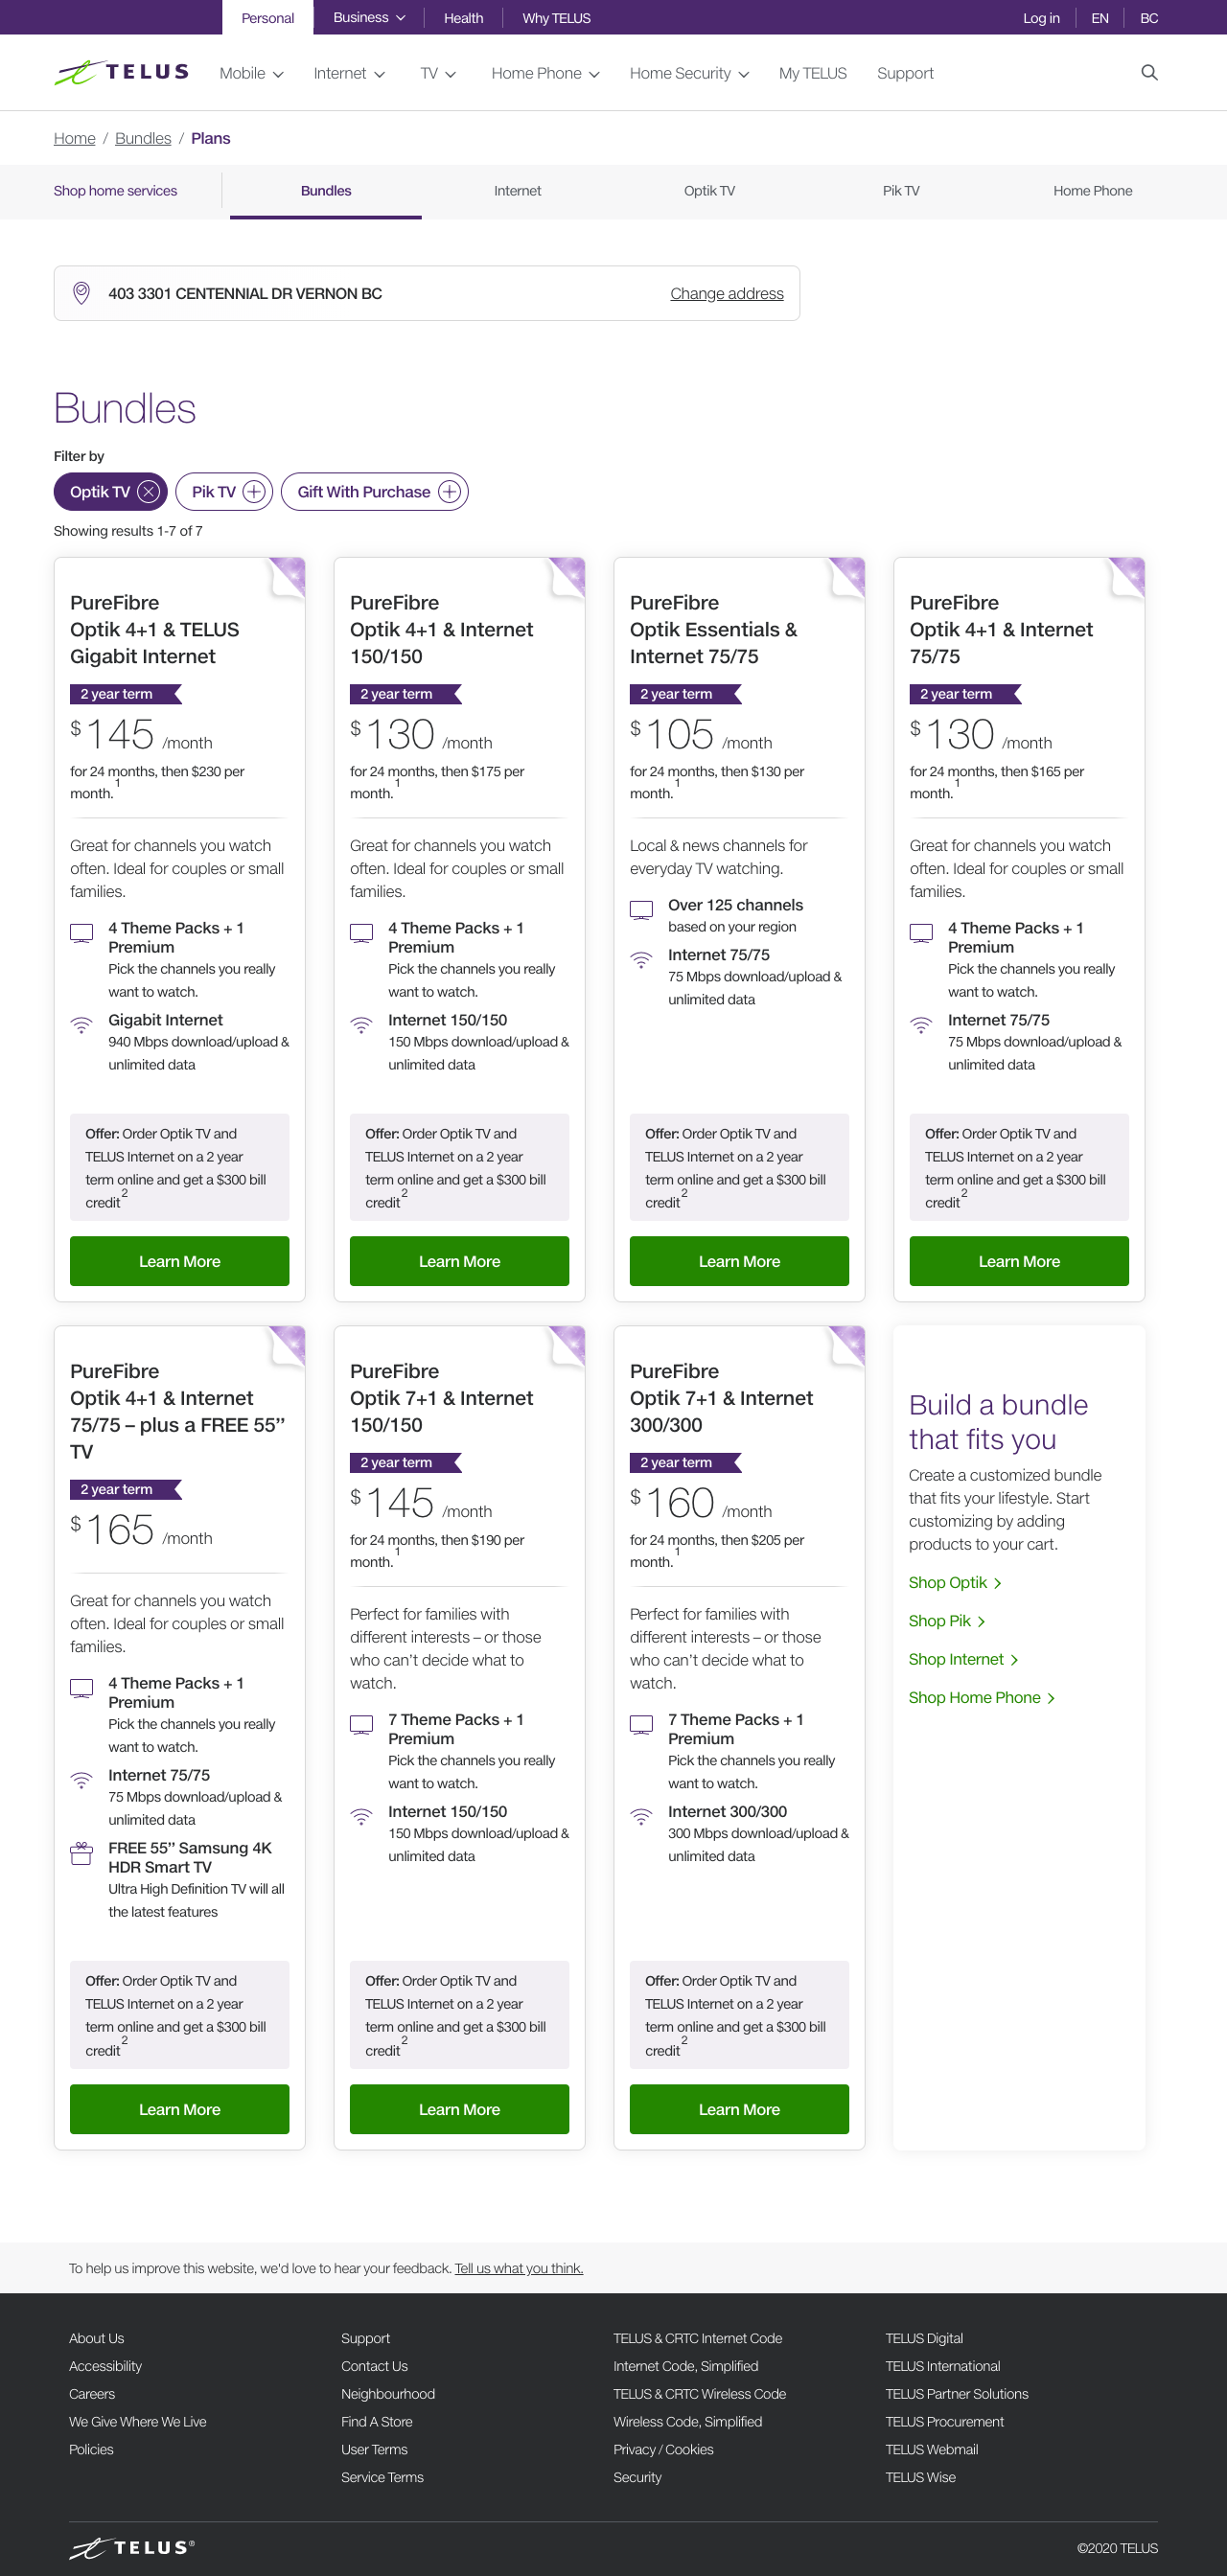 Personal Business Health Why TELUS Log in EN BC
TELUS Mobile Internet TV Home Phone Home Security My TELUS Support
Home / Bundles / Plans
Shop home services Bundles Internet Optik TV Pik TV Home Phone
403 3301 CENTENNIAL DR VERNON BC Change address
Bundles
Filter by
Optik TV Pik TV Gift With Purchase
Showing results 1-7 of 7
PureFibre
Optik 4+1 & TELUS
Gigabit Internet
2 year term
$145 /month
for 24 months, then $230 per
month.1
Great for channels you watch
often. Ideal for couples or small
families.
4 Theme Packs + 1
Premium
Pick the channels you really
want to watch.
Gigabit Internet
940 Mbps download/upload &
unlimited data
Offer: Order Optik TV and
TELUS Internet on a 2 year
term online and get a $300 bill
credit2
Learn More
PureFibre
Optik 4+1 & Internet
150/150
2 year term
$130 /month
for 24 months, then $175 per
month.1
Great for channels you watch
often. Ideal for couples or small
families.
4 Theme Packs + 1
Premium
Pick the channels you really
want to watch.
Internet 150/150
150 Mbps download/upload &
unlimited data
Offer: Order Optik TV and
TELUS Internet on a 2 year
term online and get a $300 bill
credit2
Learn More
PureFibre
Optik Essentials &
Internet 75/75
2 year term
$105 /month
for 24 months, then $130 per
month.1
Local & news channels for
everyday TV watching.
Over 125 channels
based on your region
Internet 75/75
75 Mbps download/upload &
unlimited data
Offer: Order Optik TV and
TELUS Internet on a 2 year
term online and get a $300 bill
credit2
Learn More
PureFibre
Optik 4+1 & Internet
75/75
2 year term
$130 /month
for 24 months, then $165 per
month.1
Great for channels you watch
often. Ideal for couples or small
families.
4 Theme Packs + 1
Premium
Pick the channels you really
want to watch.
Internet 75/75
75 Mbps download/upload &
unlimited data
Offer: Order Optik TV and
TELUS Internet on a 2 year
term online and get a $300 bill
credit2
Learn More
PureFibre
Optik 4+1 & Internet
75/75 – plus a FREE 55”
TV
2 year term
$165 /month
Great for channels you watch
often. Ideal for couples or small
families.
4 Theme Packs + 1
Premium
Pick the channels you really
want to watch.
Internet 75/75
75 Mbps download/upload &
unlimited data
FREE 55” Samsung 4K
HDR Smart TV
Ultra High Definition TV will all
the latest features
Offer: Order Optik TV and
TELUS Internet on a 2 year
term online and get a $300 bill
credit2
Learn More
PureFibre
Optik 7+1 & Internet
150/150
2 year term
$145 /month
for 24 months, then $190 per
month.1
Perfect for families with
different interests – or those
who can’t decide what to
watch.
7 Theme Packs + 1
Premium
Pick the channels you really
want to watch.
Internet 150/150
150 Mbps download/upload &
unlimited data
Offer: Order Optik TV and
TELUS Internet on a 2 year
term online and get a $300 bill
credit2
Learn More
PureFibre
Optik 7+1 & Internet
300/300
2 year term
$160 /month
for 24 months, then $205 per
month.1
Perfect for families with
different interests – or those
who can’t decide what to
watch.
7 Theme Packs + 1
Premium
Pick the channels you really
want to watch.
Internet 300/300
300 Mbps download/upload &
unlimited data
Offer: Order Optik TV and
TELUS Internet on a 2 year
term online and get a $300 bill
credit2
Learn More
Build a bundle
that fits you
Create a customized bundle
that fits your lifestyle. Start
customizing by adding
products to your cart.
Shop Optik
Shop Pik
Shop Internet
Shop Home Phone
To help us improve this website, we'd love to hear your feedback. Tell us what you think.
About Us
Accessibility
Careers
We Give Where We Live
Policies
Support
Contact Us
Neighbourhood
Find A Store
User Terms
Service Terms
TELUS & CRTC Internet Code
Internet Code, Simplified
TELUS & CRTC Wireless Code
Wireless Code, Simplified
Privacy / Cookies
Security
TELUS Digital
TELUS International
TELUS Partner Solutions
TELUS Procurement
TELUS Webmail
TELUS Wise
TELUS® ©2020 TELUS